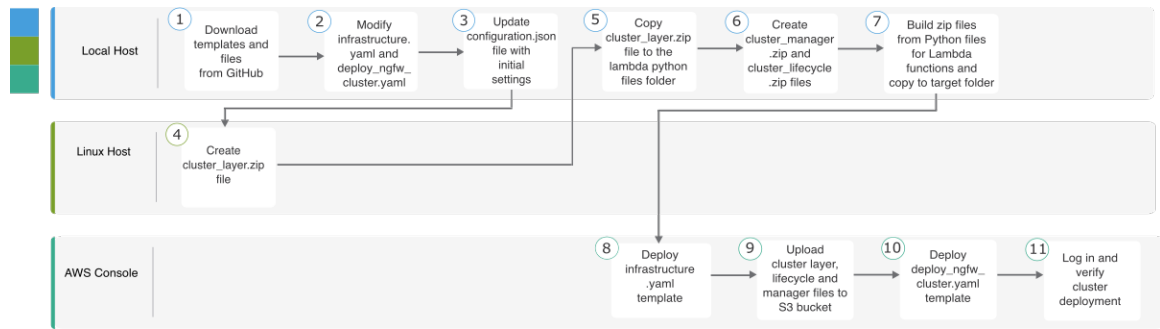 Local Host
1
Download
templates and
files
from GitHub
2
Modify
infrastructure.
yaml and
deploy_ngfw_
cluster.yaml
3
Update
configuration.json
file with
initial
settings
5
Copy
cluster_layer.zip
file to the
lambda python
files folder
6
Create
cluster_manager
.zip and
cluster_lifecycle
.zip files
7
Build zip files
from Python files
for Lambda
functions and
copy to target folder
Linux Host
4
Create
cluster_layer.zip
file
AWS Console
8
Deploy
infrastructure
.yaml
template
9
Upload
cluster layer,
lifecycle and
manager files to
S3 bucket
10
Deploy
deploy_ngfw_
cluster.yaml
template
11
Log in and
verify
cluster
deployment